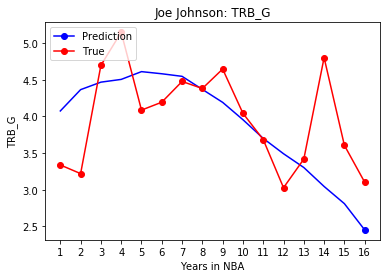 Joe Johnson: TRB_G
Prediction
True
TRB_G
5.0
4.5
4.0
3.5
3.0
2.5
1 2 3 4 5 6 7 8 9 10 11 12 13 14 15 16
Years in NBA